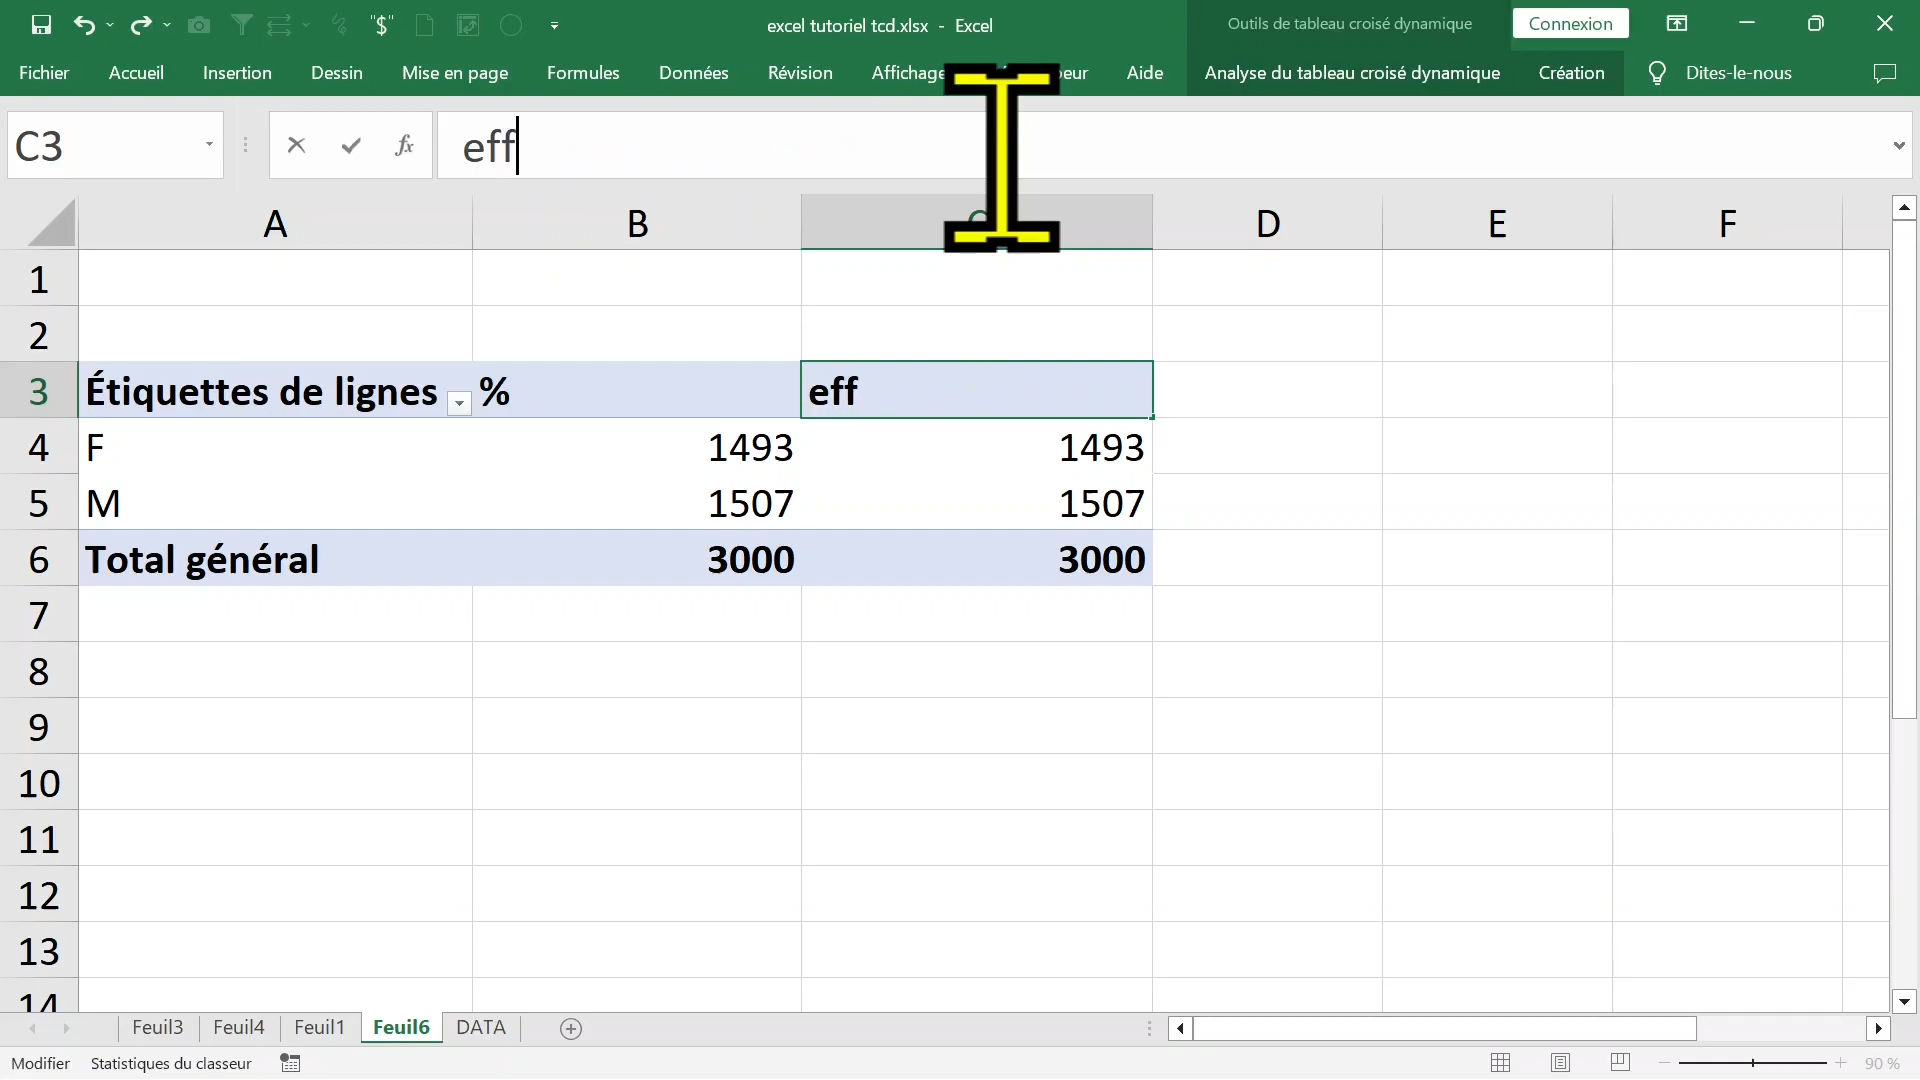 "$"
excel tutoriel tcd.xlsx - Excel
Outils de tableau croisé dynamique
Connexion
Fichier Accueil Insertion Dessin Mise en page Formules Données Révision Affichage Aide Analyse du tableau croisé dynamique Création Dites-le-nous
C3 fx eff
A B C D E F
1
2
3 Étiquettes de lignes % eff
4 F 1493 1493
5 M 1507 1507
6 Total général 3000 3000
7
8
9
10
11
12
13
14
Feuil3 Feuil4 Feuil1 Feuil6 DATA
Modifier Statistiques du classeur 90 %